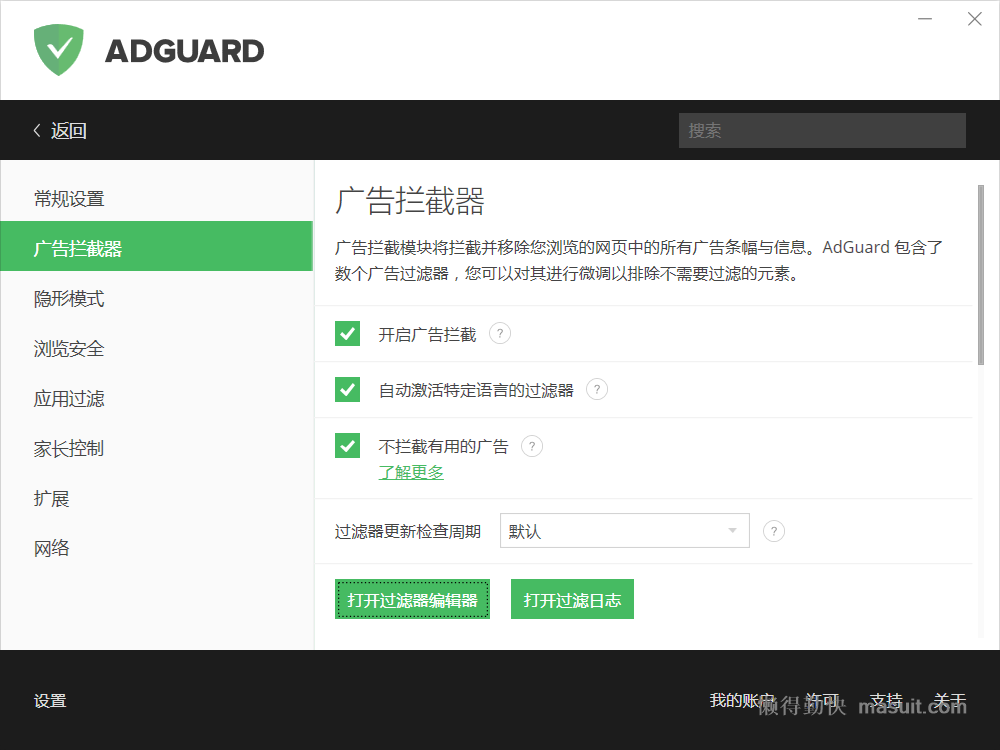 ADGUARD
返回
搜索
常规设置
广告拦截器
隐形模式
浏览安全
应用过滤
家长控制
扩展
网络
广告拦截器
广告拦截模块将拦截并移除您浏览的网页中的所有广告条幅与信息。AdGuard 包含了
数个广告过滤器，您可以对其进行微调以排除不需要过滤的元素。
开启广告拦截 ?
自动激活特定语言的过滤器 ?
不拦截有用的广告 ?
了解更多
过滤器更新检查周期 默认 ?
打开过滤器编辑器 打开过滤日志
设置
我的账户 许可 支持 关于
懒得勤快 masuit.com